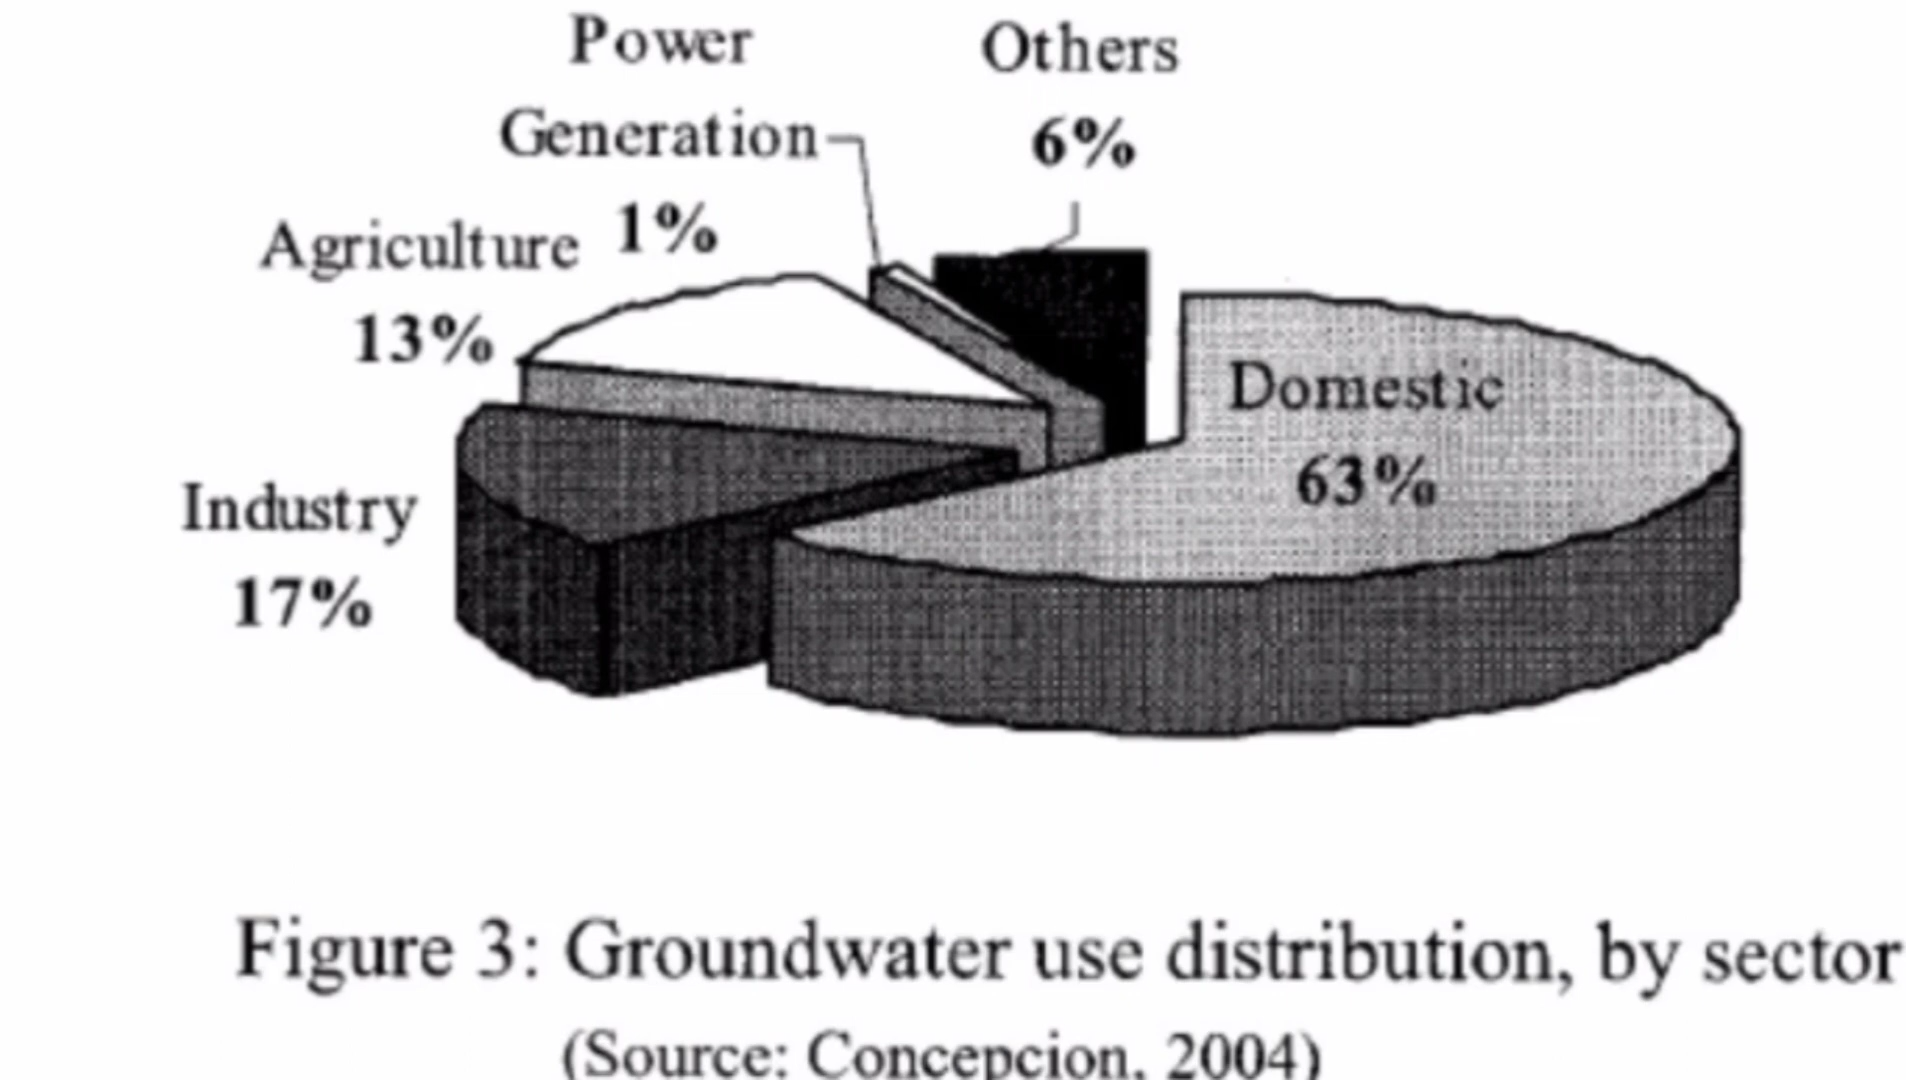 Power
Generation
1%
Others
6%
Agriculture
13%
Domestic
63%
Industry
17%
Figure 3: Groundwater use distribution, by sector
(Source: Concepcion, 2004)